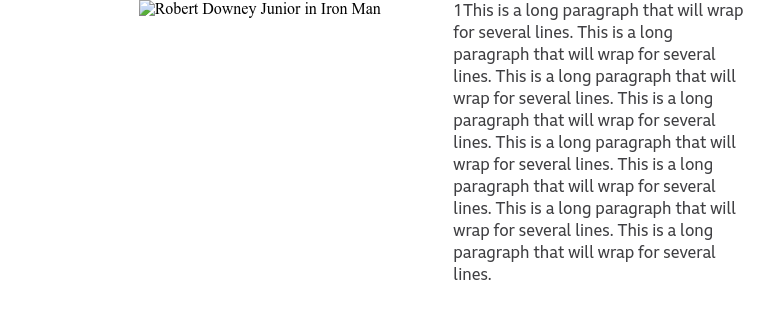 Robert Downey Junior in Iron Man
1This is a long paragraph that will wrap
for several lines. This is a long
paragraph that will wrap for several
lines. This is a long paragraph that will
wrap for several lines. This is a long
paragraph that will wrap for several
lines. This is a long paragraph that will
wrap for several lines. This is a long
paragraph that will wrap for several
lines. This is a long paragraph that will
wrap for several lines. This is a long
paragraph that will wrap for several
lines.